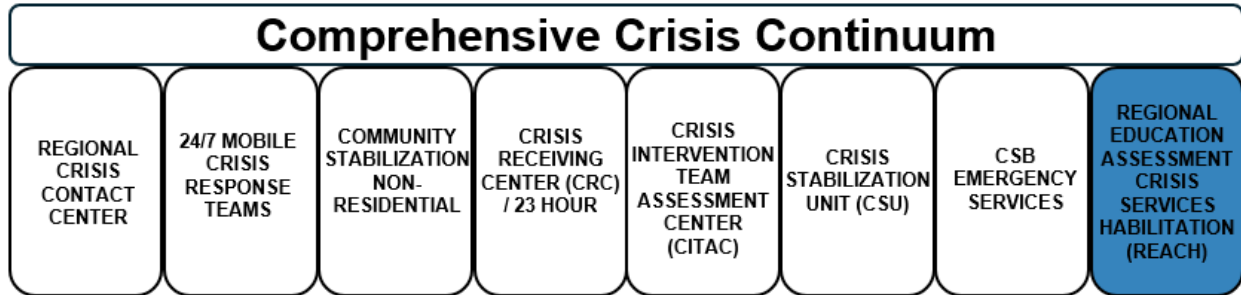 Comprehensive Crisis Continuum
REGIONAL
CRISIS
CONTACT
CENTER
24/7 MOBILE
CRISIS
RESPONSE
TEAMS
COMMUNITY
STABILIZATION
NON-
RESIDENTIAL
CRISIS
RECEIVING
CENTER (CRC)
/ 23 HOUR
CRISIS
INTERVENTION
TEAM
ASSESSMENT
CENTER
(CITAC)
CRISIS
STABILIZATION
UNIT (CSU)
CSB
EMERGENCY
SERVICES
REGIONAL
EDUCATION
ASSESSMENT
CRISIS
SERVICES
HABILITATION
(REACH)